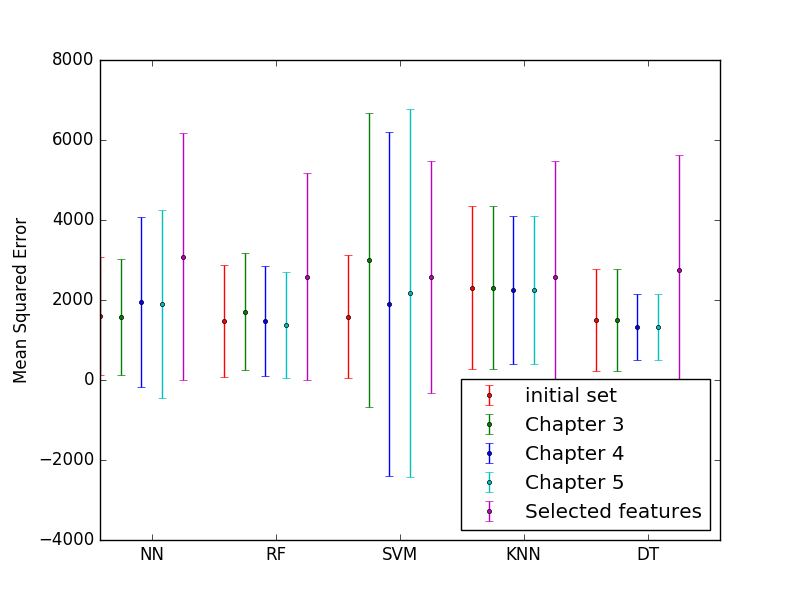 8000
6000
4000
2000
0
−2000
−4000
Mean Squared Error
initial set
Chapter 3
Chapter 4
Chapter 5
Selected features
NN RF SVM KNN DT